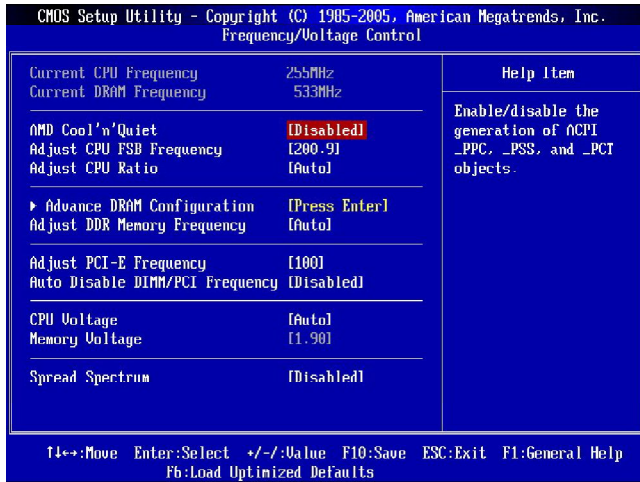 CMOS Setup Utility - Copyright (C) 1985-2005, American Megatrends, Inc.
Frequency/Voltage Control
Current CPU Frequency 255MHz
Current DRAM Frequency 533MHz
AMD Cool'n'Quiet [Disabled]
Adjust CPU FSB Frequency [200.9]
Adjust CPU Ratio [Auto]
Advance DRAM Configuration [Press Enter]
Adjust DDR Memory Frequency [Auto]
Adjust PCI-E Frequency [100]
Auto Disable DIMM/PCI Frequency [Disabled]
CPU Voltage [Auto]
Memory Voltage [1.90]
Spread Spectrum [Disabled]
Help Item
Enable/disable the
generation of ACPI
_PPC, _PSS, and _PCT
objects.
↑↓←→:Move Enter:Select +/-/:Value F10:Save ESC:Exit F1:General Help
F6:Load Optimized Defaults